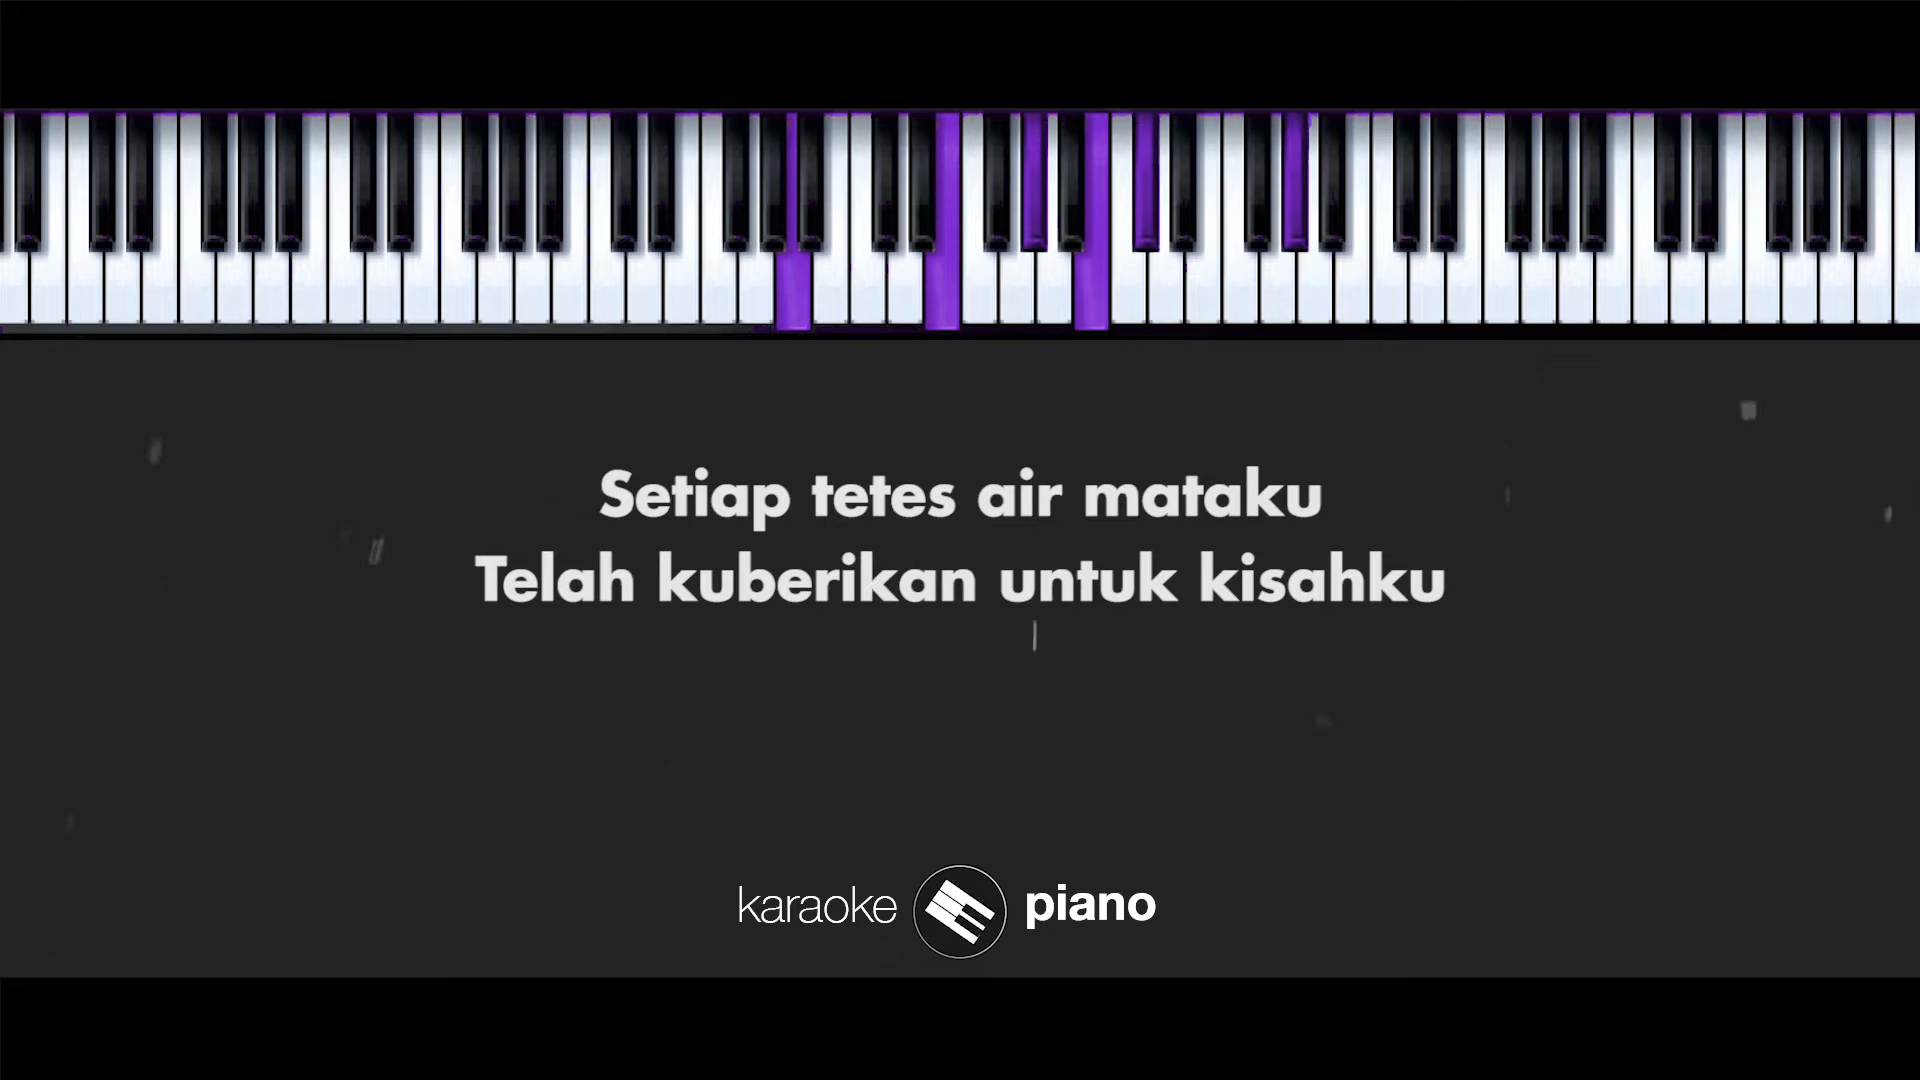 Setiap tetes air mataku
Telah kuberikan untuk kisahku
karaoke piano